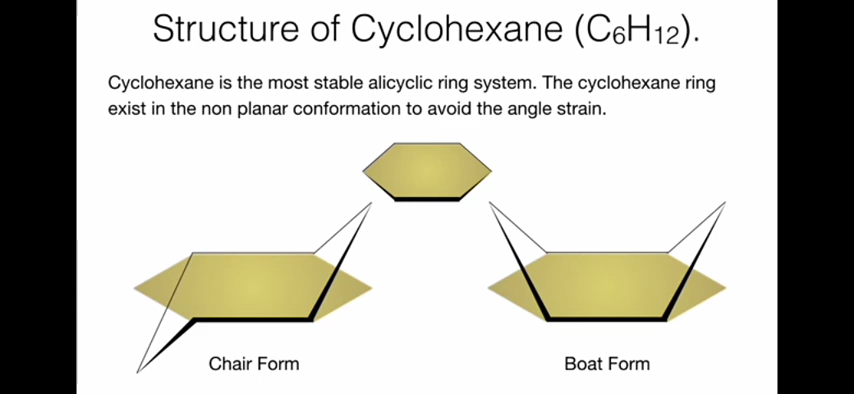 Structure of Cyclohexane (C₆H₁₂).
Cyclohexane is the most stable alicyclic ring system. The cyclohexane ring
exist in the non planar conformation to avoid the angle strain.
Chair Form
Boat Form